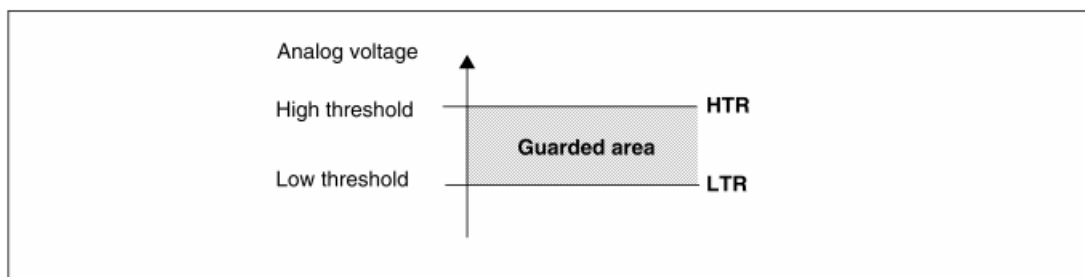 Analog voltage
High threshold
HTR
Guarded area
Low threshold
LTR